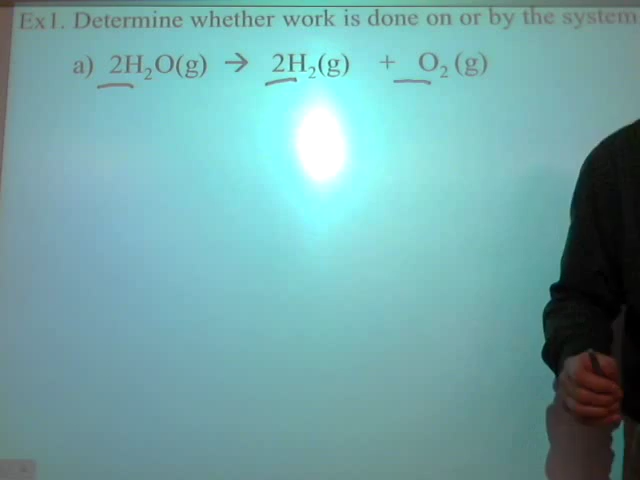 Ex1. Determine whether work is done on or by the system
a) 2H₂O(g) → 2H₂(g) + O₂ (g)